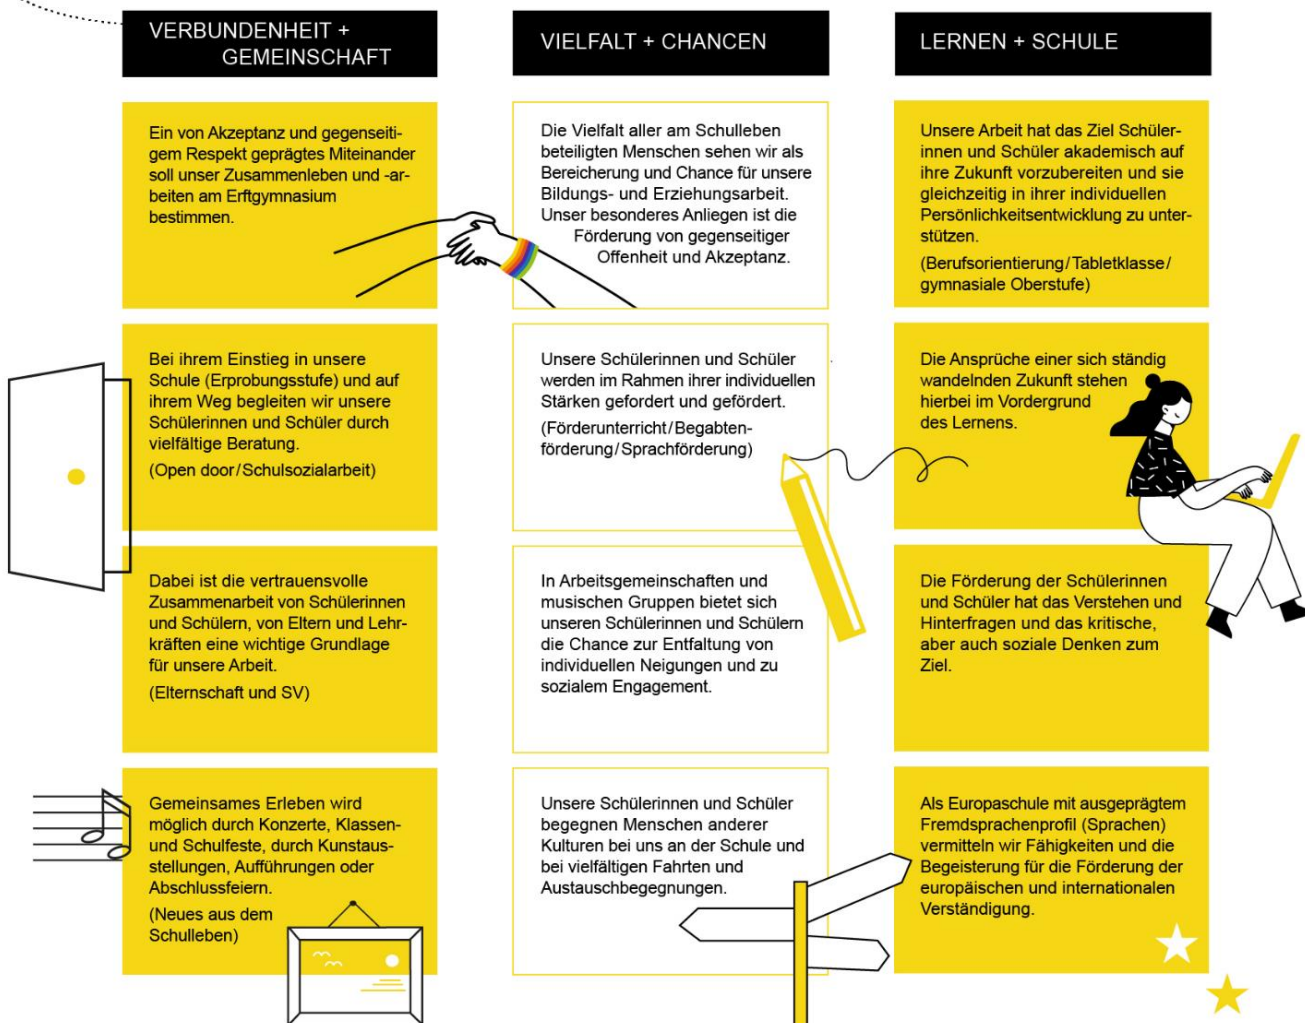 VERBUNDENHEIT +
GEMEINSCHAFT
Ein von Akzeptanz und gegenseiti-
gem Respekt geprägtes Miteinander
soll unser Zusammenleben und -ar-
beiten am Erftgymnasium
bestimmen.
Bei ihrem Einstieg in unsere
Schule (Erprobungsstufe) und auf
ihrem Weg begleiten wir unsere
Schülerinnen und Schüler durch
vielfältige Beratung.
(Open door/Schulsozialarbeit)
Dabei ist die vertrauensvolle
Zusammenarbeit von Schülerinnen
und Schülern, von Eltern und Lehr-
kräften eine wichtige Grundlage
für unsere Arbeit.
(Elternschaft und SV)
Gemeinsames Erleben wird
möglich durch Konzerte, Klassen-
und Schulfeste, durch Kunstaus-
stellungen, Aufführungen oder
Abschlussfeiern.
(Neues aus dem
Schulleben)
VIELFALT + CHANCEN
Die Vielfalt aller am Schulleben
beteiligten Menschen sehen wir als
Bereicherung und Chance für unsere
Bildungs- und Erziehungsarbeit.
Unser besonderes Anliegen ist die
Förderung von gegenseitiger
Offenheit und Akzeptanz.
Unsere Schülerinnen und Schüler
werden im Rahmen ihrer individuellen
Stärken gefordert und gefördert.
(Förderunterricht/Begabten-
förderung/Sprachförderung)
In Arbeitsgemeinschaften und
musischen Gruppen bietet sich
unseren Schülerinnen und Schülern
die Chance zur Entfaltung von
individuellen Neigungen und zu
sozialem Engagement.
Unsere Schülerinnen und Schüler
begegnen Menschen anderer
Kulturen bei uns an der Schule und
bei vielfältigen Fahrten und
Austauschbegegnungen.
LERNEN + SCHULE
Unsere Arbeit hat das Ziel Schüler-
innen und Schüler akademisch auf
ihre Zukunft vorzubereiten und sie
gleichzeitig in ihrer individuellen
Persönlichkeitsentwicklung zu unter-
stützen.
(Berufsorientierung/Tabletklasse/
gymnasiale Oberstufe)
Die Ansprüche einer sich ständig
wandelnden Zukunft stehen
hierbei im Vordergrund
des Lernens.
Die Förderung der Schülerinnen
und Schüler hat das Verstehen und
Hinterfragen und das kritische,
aber auch soziale Denken zum
Ziel.
Als Europaschule mit ausgeprägtem
Fremdsprachenprofil (Sprachen)
vermitteln wir Fähigkeiten und die
Begeisterung für die Förderung der
europäischen und internationalen
Verständigung.